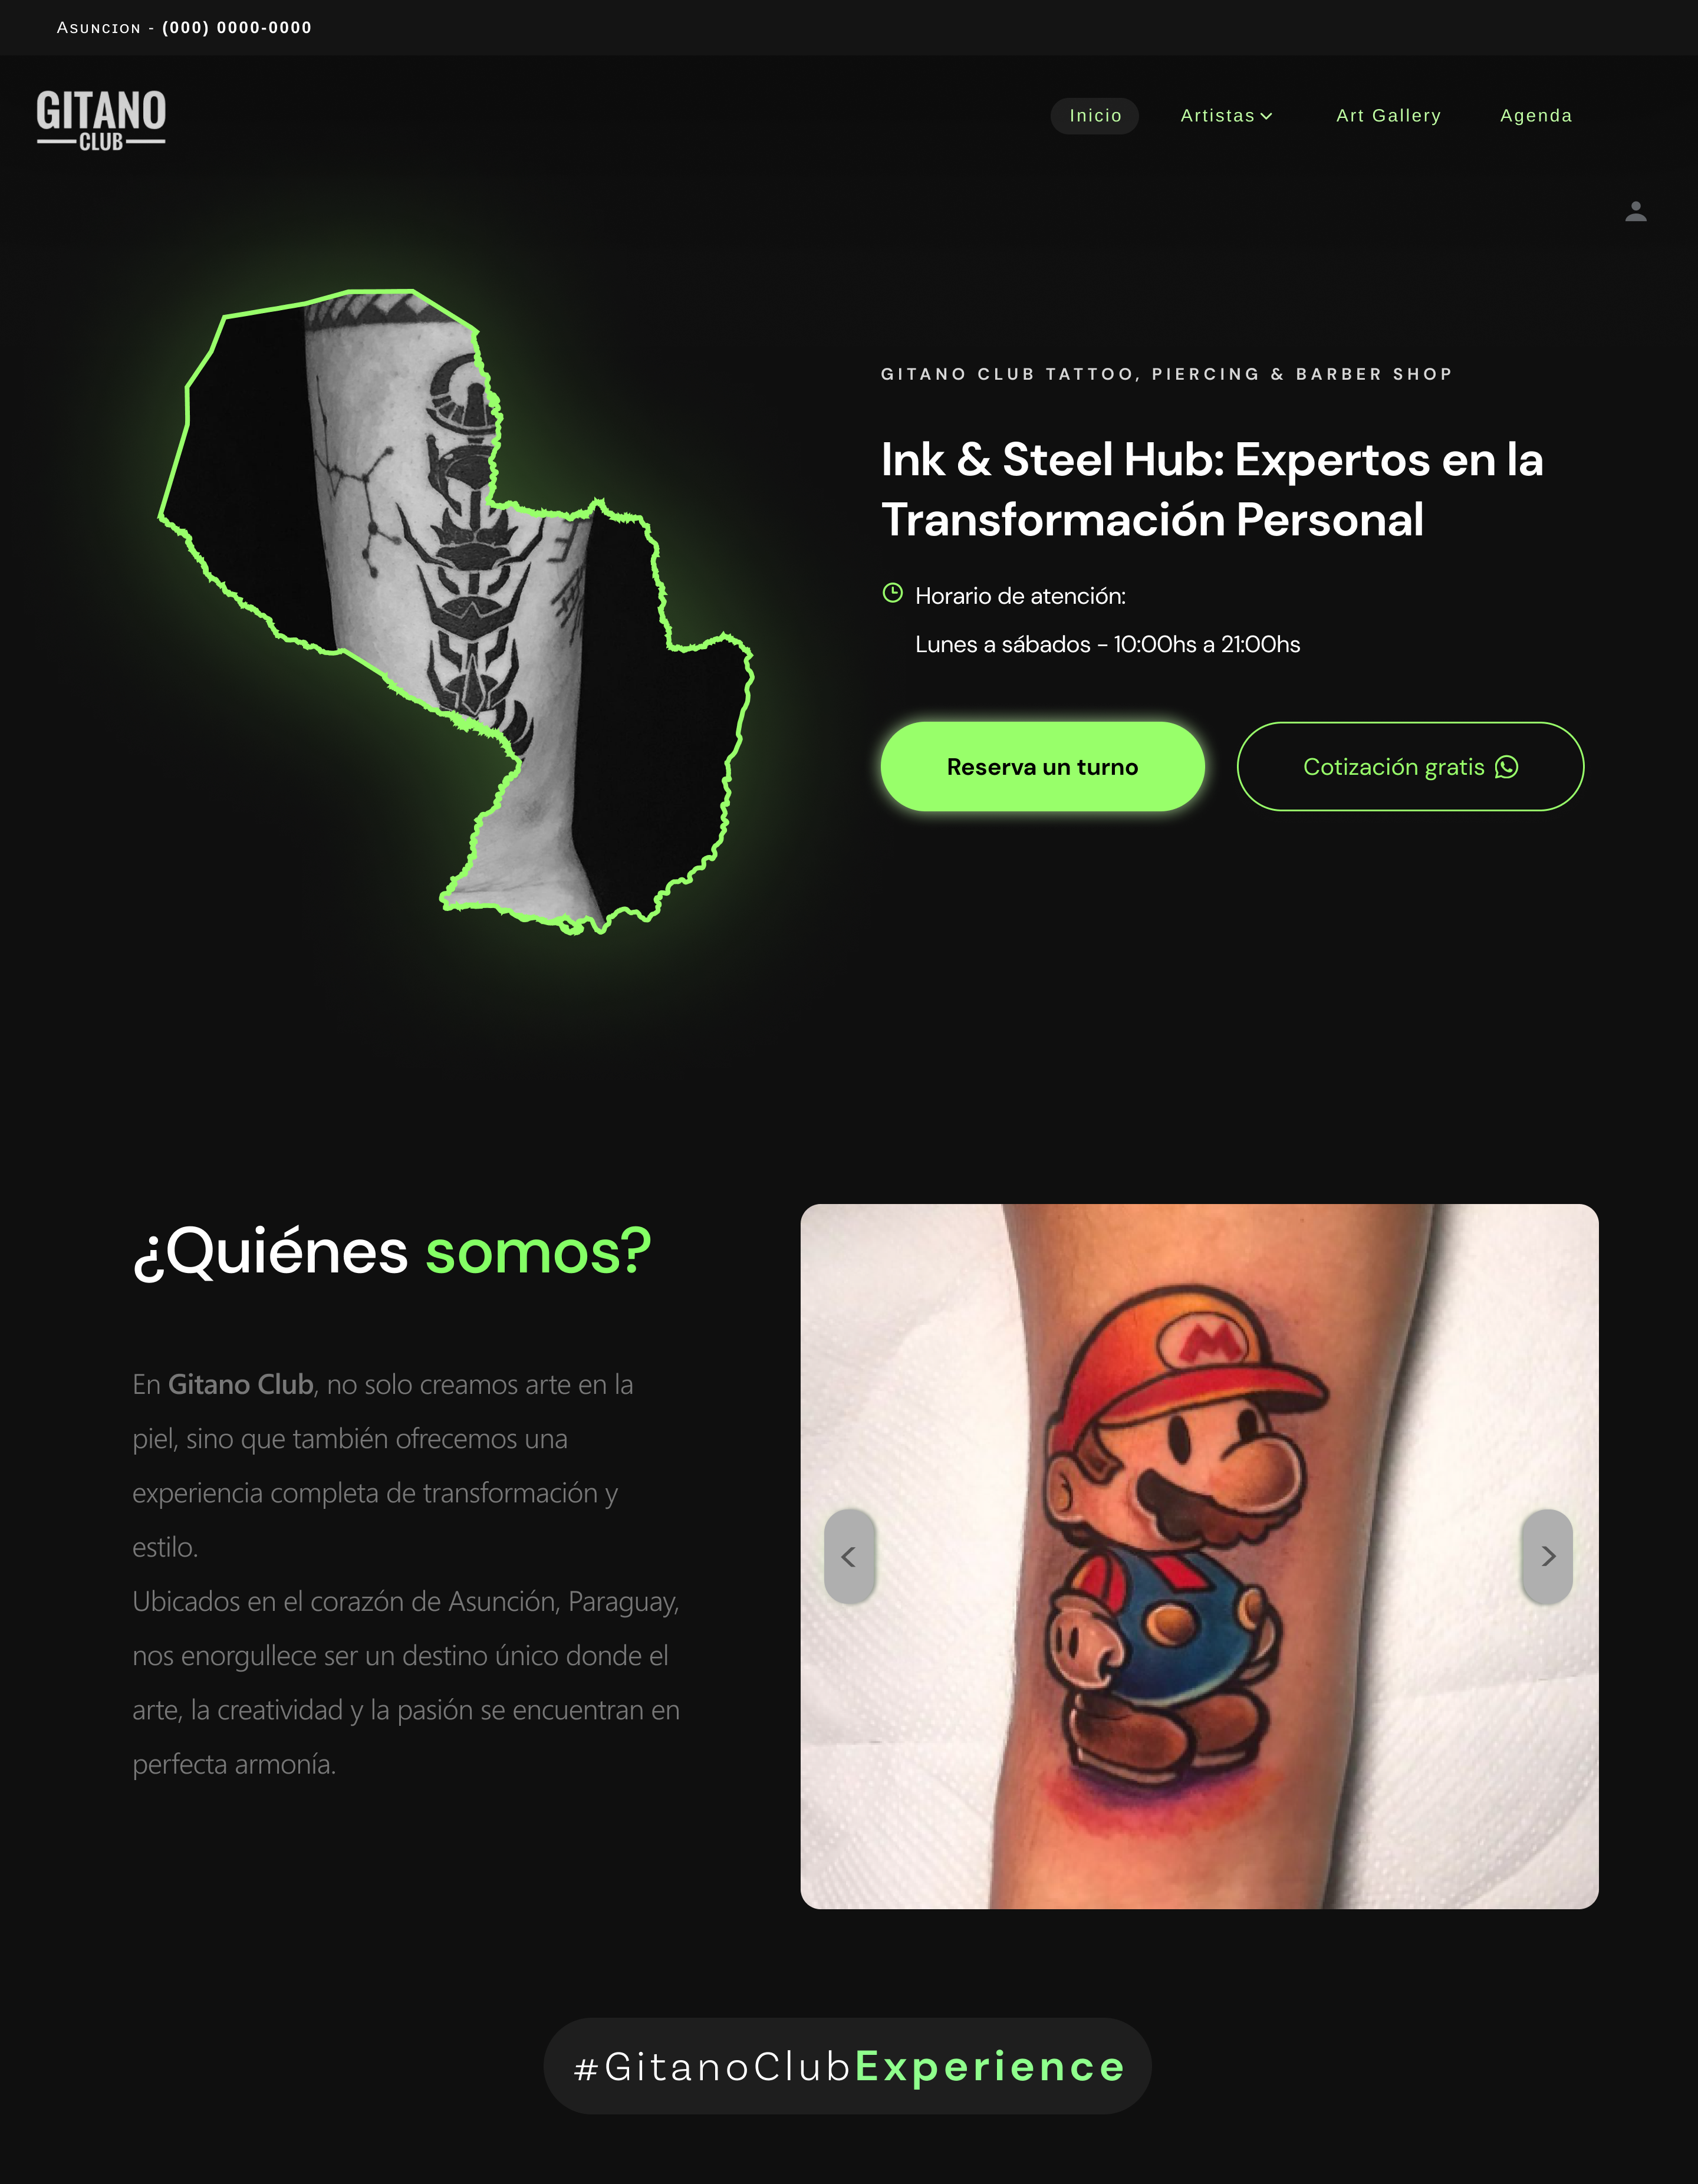 Asuncion - (000) 0000-0000
GITANO
CLUB
Inicio
Artistas
Art Gallery
Agenda
GITANO CLUB TATTOO, PIERCING & BARBER SHOP
Ink & Steel Hub: Expertos en la
Transformación Personal
Horario de atención:
Lunes a sábados - 10:00hs a 21:00hs
Reserva un turno
Cotización gratis
¿Quiénes somos?
En Gitano Club, no solo creamos arte en la
piel, sino que también ofrecemos una
experiencia completa de transformación y
estilo.
Ubicados en el corazón de Asunción, Paraguay,
nos enorgullece ser un destino único donde el
arte, la creatividad y la pasión se encuentran en
perfecta armonía.
M
#GitanoClubExperience